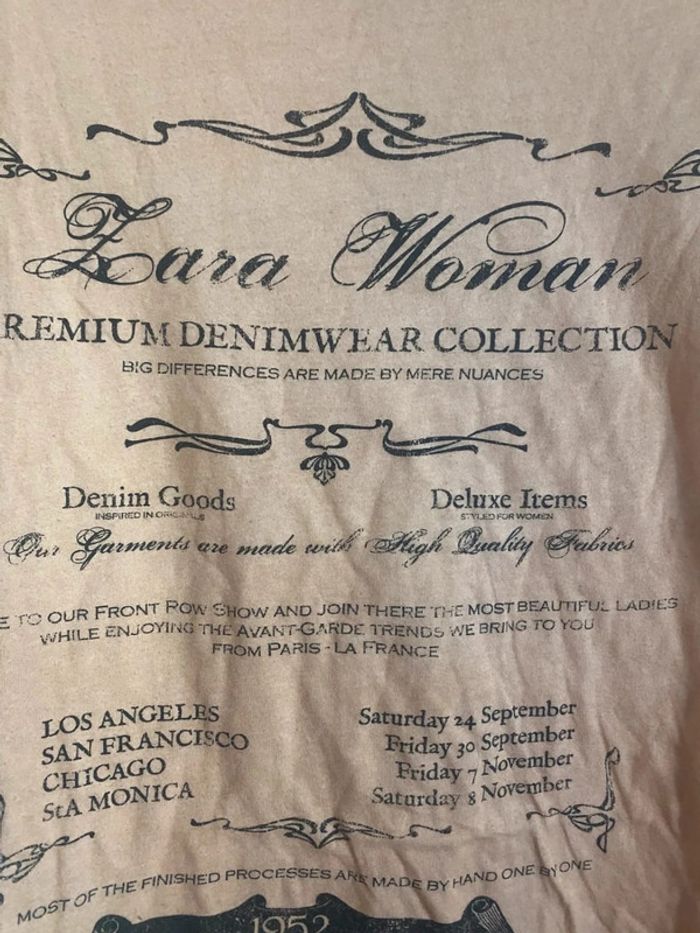 Zara Woman
REMIUM DENIMWEAR COLLECTION
BIG DIFFERENCES ARE MADE BY MERE NUANCES
Denim Goods
INSPIRED IN ORIGINALS
Deluxe Items
STYLED FOR WOMEN
Our Garments are made with High Quality Fabrics
E TO OUR FRONT ROW SHOW AND JOIN THERE THE MOST BEAUTIFUL LADIES
WHILE ENJOYING THE AVANT-GARDE TRENDS WE BRING TO YOU
FROM PARIS - LA FRANCE
LOS ANGELES Saturday 24 September
SAN FRANCISCO Friday 30 September
CHICAGO Friday 7 November
StA MONICA Saturday 8 November
MOST OF THE FINISHED PROCESSES ARE MADE BY HAND ONE BY ONE
1952